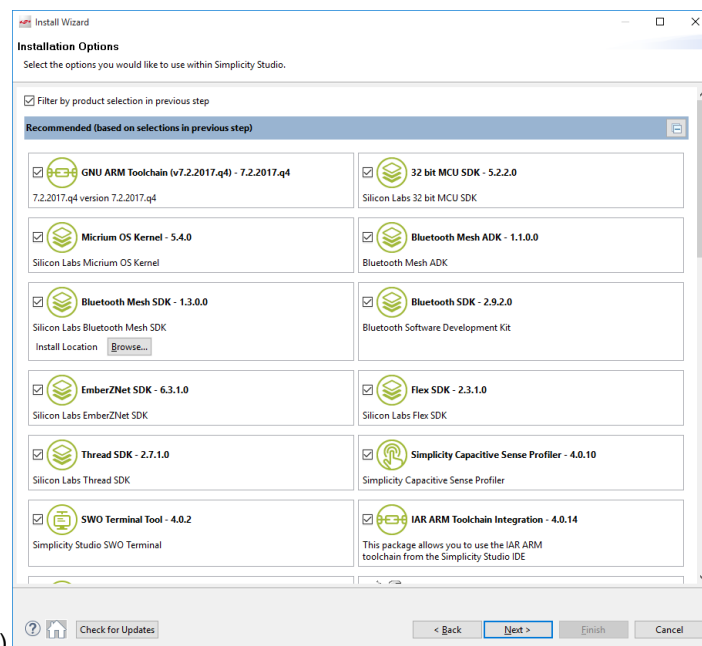 Install Wizard
Installation Options
Select the options you would like to use within Simplicity Studio.
Filter by product selection in previous step
Recommended (based on selections in previous step)
GNU ARM Toolchain (v7.2.2017.q4) - 7.2.2017.q4
7.2.2017.q4 version 7.2.2017.q4
32 bit MCU SDK - 5.2.2.0
Silicon Labs 32 bit MCU SDK
Micrium OS Kernel - 5.4.0
Silicon Labs Micrium OS Kernel
Bluetooth Mesh ADK - 1.1.0.0
Bluetooth Mesh ADK
Bluetooth Mesh SDK - 1.3.0.0
Silicon Labs Bluetooth Mesh SDK
Install Location Browse...
Bluetooth SDK - 2.9.2.0
Bluetooth Software Development Kit
EmberZNet SDK - 6.3.1.0
Silicon Labs EmberZNet SDK
Flex SDK - 2.3.1.0
Silicon Labs Flex SDK
Thread SDK - 2.7.1.0
Silicon Labs Thread SDK
Simplicity Capacitive Sense Profiler - 4.0.10
Simplicity Capacitive Sense Profiler
SWO Terminal Tool - 4.0.2
Simplicity Studio SWO Terminal
IAR ARM Toolchain Integration - 4.0.14
This package allows you to use the IAR ARM
toolchain from the Simplicity Studio IDE
) ? Check for Updates < Back Next > Finish Cancel